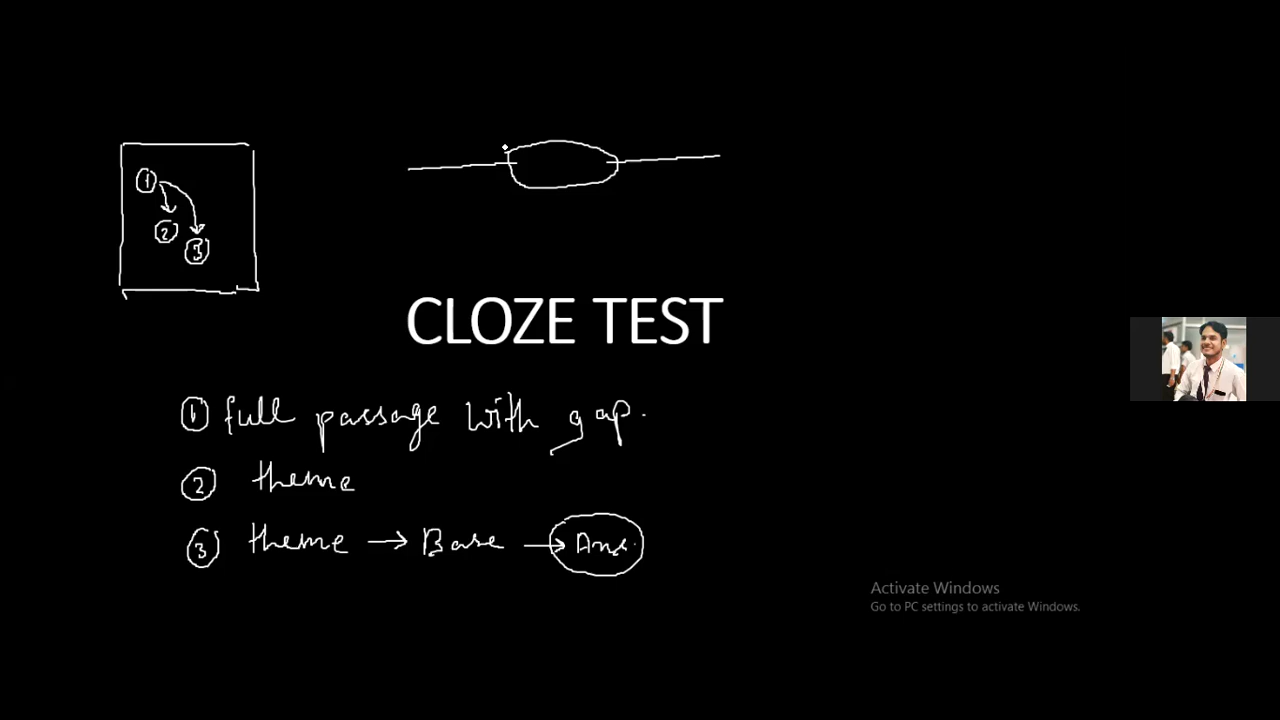 ①
②
③
CLOZE TEST
① full passage with gap.
② theme
③ theme → Base → Ans.
Activate Windows
Go to PC settings to activate Windows.